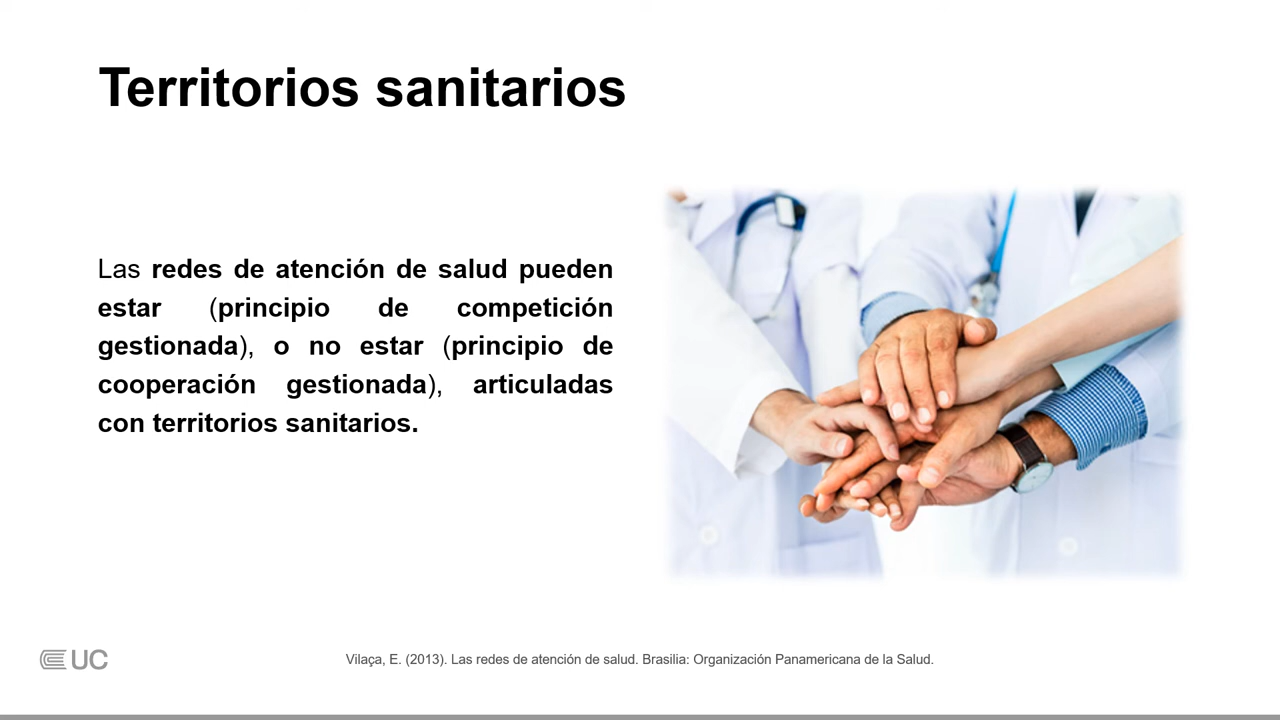 Territorios sanitarios
Las redes de atención de salud pueden
estar (principio de competición
gestionada), o no estar (principio de
cooperación gestionada), articuladas
con territorios sanitarios.
UC
Vilaça, E. (2013). Las redes de atención de salud. Brasilia: Organización Panamericana de la Salud.